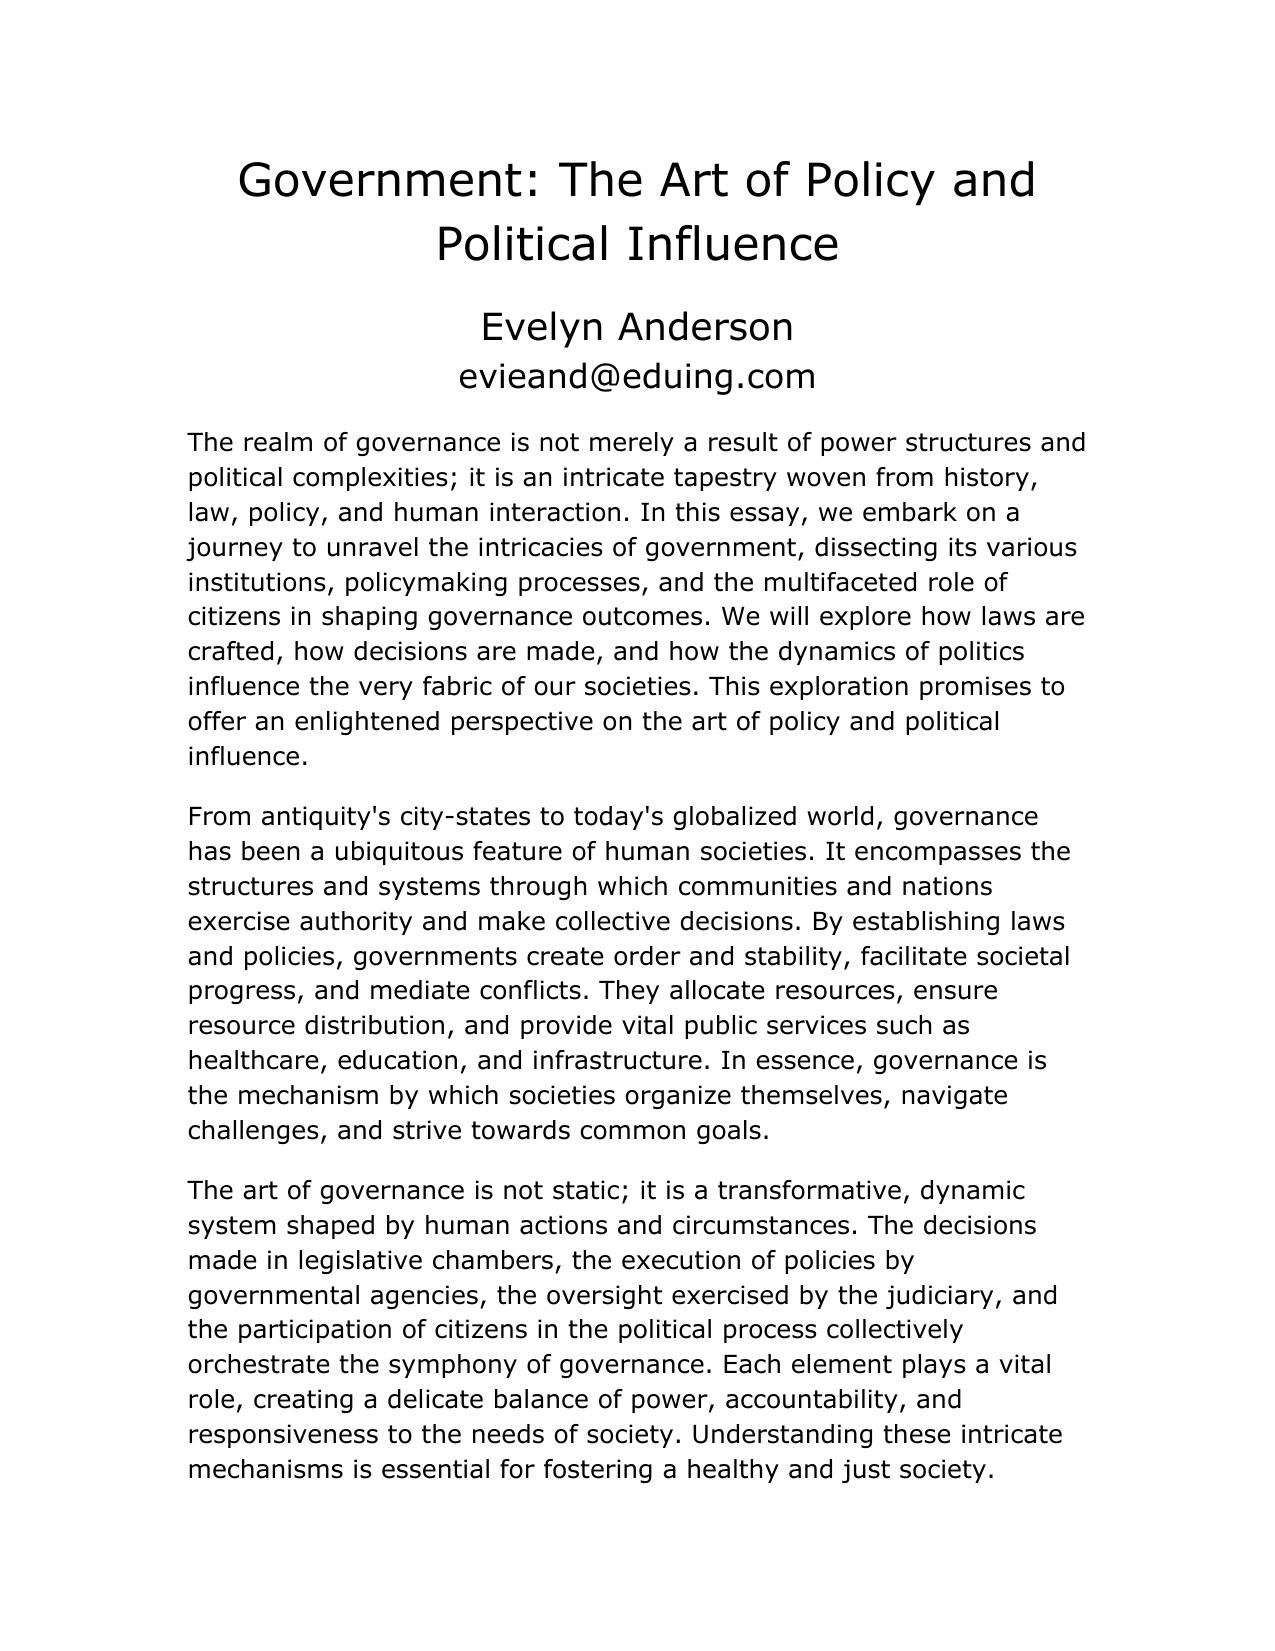 Government: The Art of Policy and
Political Influence
Evelyn Anderson
evieand@eduing.com
The realm of governance is not merely a result of power structures and
political complexities; it is an intricate tapestry woven from history,
law, policy, and human interaction. In this essay, we embark on a
journey to unravel the intricacies of government, dissecting its various
institutions, policymaking processes, and the multifaceted role of
citizens in shaping governance outcomes. We will explore how laws are
crafted, how decisions are made, and how the dynamics of politics
influence the very fabric of our societies. This exploration promises to
offer an enlightened perspective on the art of policy and political
influence.
From antiquity's city-states to today's globalized world, governance
has been a ubiquitous feature of human societies. It encompasses the
structures and systems through which communities and nations
exercise authority and make collective decisions. By establishing laws
and policies, governments create order and stability, facilitate societal
progress, and mediate conflicts. They allocate resources, ensure
resource distribution, and provide vital public services such as
healthcare, education, and infrastructure. In essence, governance is
the mechanism by which societies organize themselves, navigate
challenges, and strive towards common goals.
The art of governance is not static; it is a transformative, dynamic
system shaped by human actions and circumstances. The decisions
made in legislative chambers, the execution of policies by
governmental agencies, the oversight exercised by the judiciary, and
the participation of citizens in the political process collectively
orchestrate the symphony of governance. Each element plays a vital
role, creating a delicate balance of power, accountability, and
responsiveness to the needs of society. Understanding these intricate
mechanisms is essential for fostering a healthy and just society.